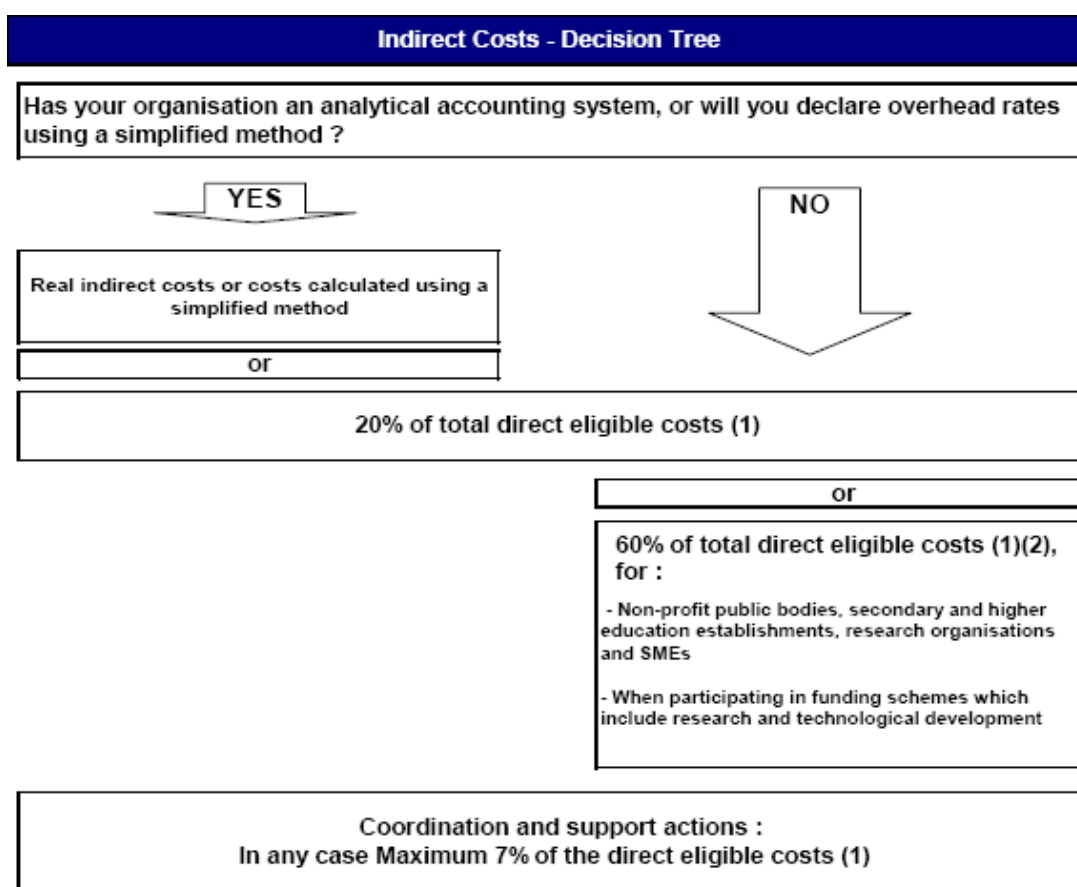 Indirect Costs - Decision Tree
Has your organisation an analytical accounting system, or will you declare overhead rates
using a simplified method ?
YES
NO
Real indirect costs or costs calculated using a
simplified method
or
20% of total direct eligible costs (1)
or
60% of total direct eligible costs (1)(2),
for :
- Non-profit public bodies, secondary and higher
education establishments, research organisations
and SMEs
- When participating in funding schemes which
include research and technological development
Coordination and support actions :
In any case Maximum 7% of the direct eligible costs (1)